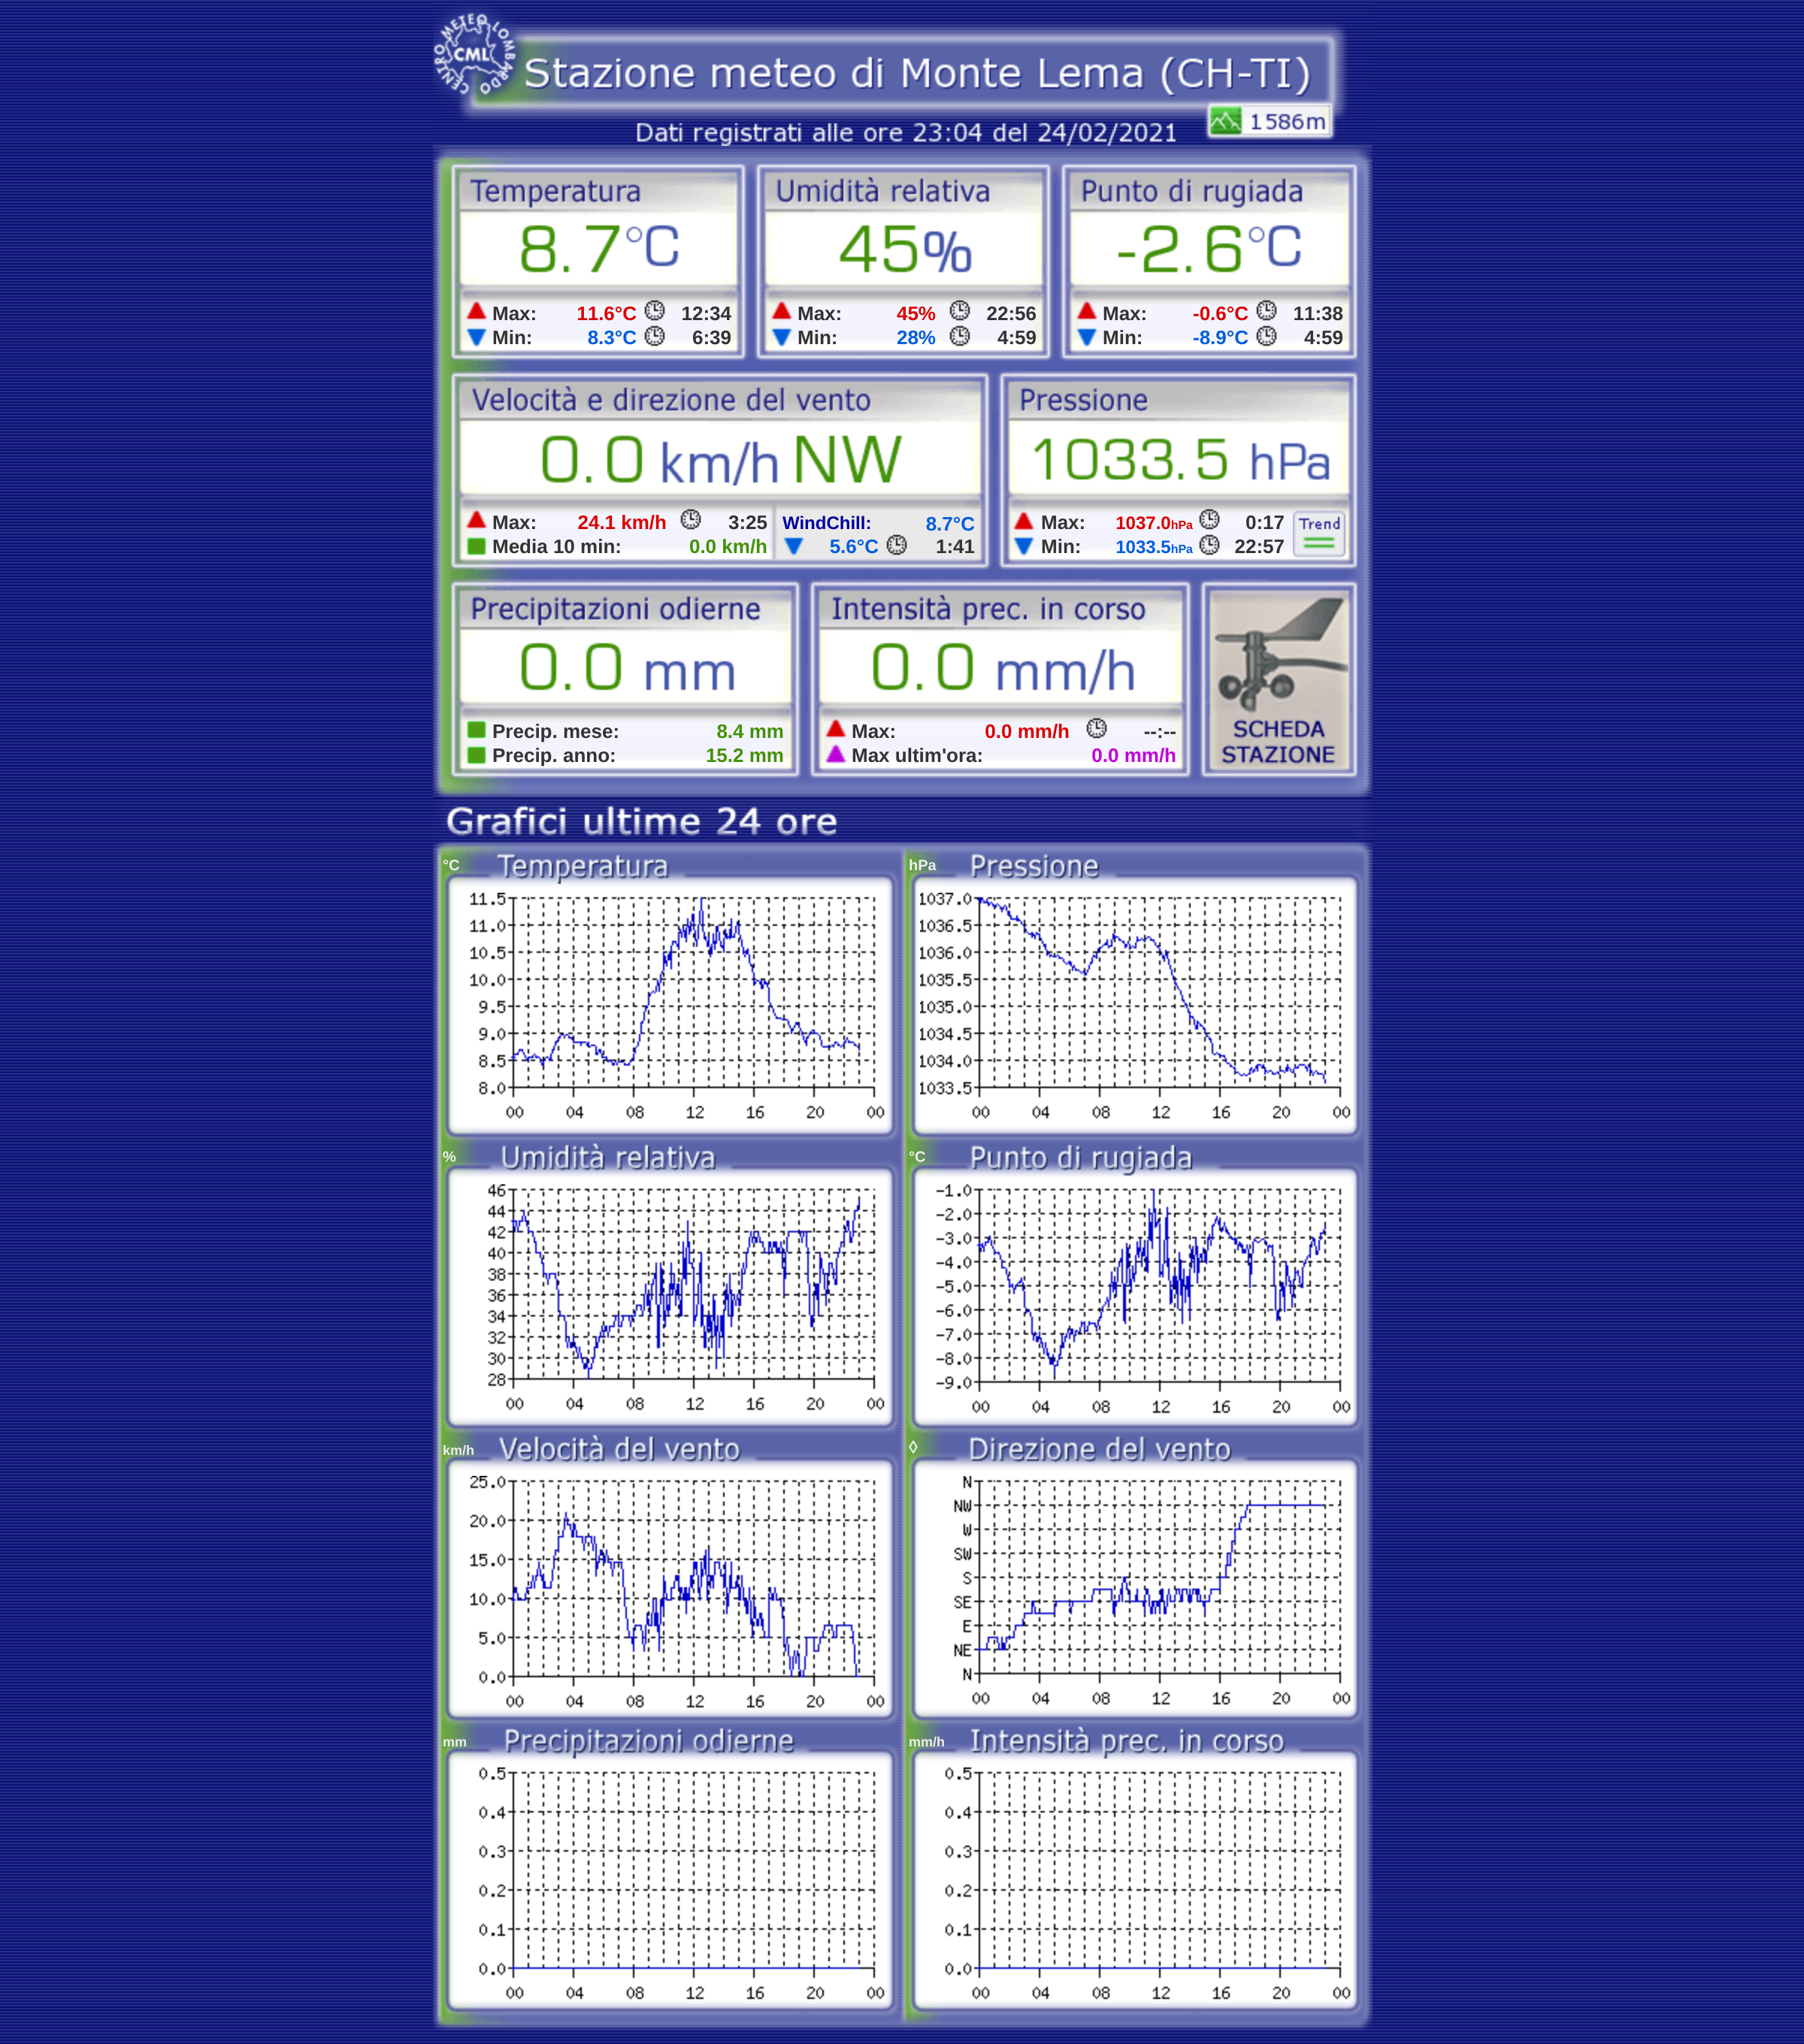 CENTRO METEO LOMBARDO
CML
Stazione meteo di Monte Lema (CH-TI)
1586m
Dati registrati alle ore 23:04 del 24/02/2021
Temperatura
8.7°C
Max: 11.6°C 12:34
Min: 8.3°C 6:39
Umidità relativa
45%
Max: 45% 22:56
Min: 28% 4:59
Punto di rugiada
-2.6°C
Max: -0.6°C 11:38
Min: -8.9°C 4:59
Velocità e direzione del vento
0.0 km/h NW
Max: 24.1 km/h 3:25
Media 10 min: 0.0 km/h
WindChill: 8.7°C
5.6°C 1:41
Pressione
1033.5 hPa
Max: 1037.0hPa 0:17
Min: 1033.5hPa 22:57
Trend
Precipitazioni odierne
0.0 mm
Precip. mese: 8.4 mm
Precip. anno: 15.2 mm
Intensità prec. in corso
0.0 mm/h
Max: 0.0 mm/h --:--
Max ultim'ora: 0.0 mm/h
SCHEDA
STAZIONE
Grafici ultime 24 ore
°C Temperatura
11.5
11.0
10.5
10.0
9.5
9.0
8.5
8.0
00 04 08 12 16 20 00
hPa Pressione
1037.0
1036.5
1036.0
1035.5
1035.0
1034.5
1034.0
1033.5
00 04 08 12 16 20 00
% Umidità relativa
46
44
42
40
38
36
34
32
30
28
00 04 08 12 16 20 00
°C Punto di rugiada
-1.0
-2.0
-3.0
-4.0
-5.0
-6.0
-7.0
-8.0
-9.0
00 04 08 12 16 20 00
km/h Velocità del vento
25.0
20.0
15.0
10.0
5.0
0.0
00 04 08 12 16 20 00
◊ Direzione del vento
N
NW
W
SW
S
SE
E
NE
N
00 04 08 12 16 20 00
mm Precipitazioni odierne
0.5
0.4
0.3
0.2
0.1
0.0
00 04 08 12 16 20 00
mm/h Intensità prec. in corso
0.5
0.4
0.3
0.2
0.1
0.0
00 04 08 12 16 20 00